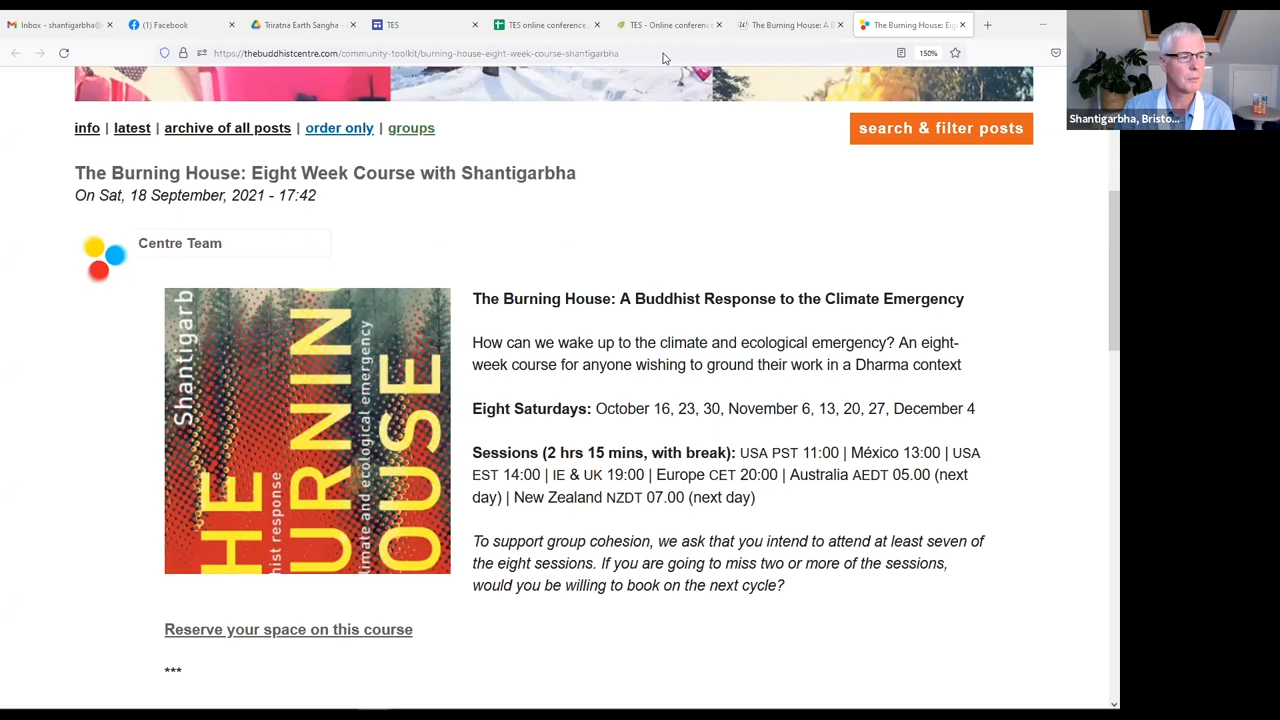 Inbox - shantigarbha@
(1) Facebook
Triratna Earth Sangha -
TES
TES online conference.
TES - Online conferenc
The Burning House: A B
The Burning House: Eig
https://thebuddhistcentre.com/community-toolkit/burning-house-eight-week-course-shantigarbha
150%
Shantigarbha, Bristo...
info | latest | archive of all posts | order only | groups
search & filter posts
The Burning House: Eight Week Course with Shantigarbha
On Sat, 18 September, 2021 - 17:42
Centre Team
Shantigarb
HE
hist response
URNIN
limate and ecological emergency
OUSE
The Burning House: A Buddhist Response to the Climate Emergency
How can we wake up to the climate and ecological emergency? An eight-
week course for anyone wishing to ground their work in a Dharma context
Eight Saturdays: October 16, 23, 30, November 6, 13, 20, 27, December 4
Sessions (2 hrs 15 mins, with break): USA PST 11:00 | México 13:00 | USA
EST 14:00 | IE & UK 19:00 | Europe CET 20:00 | Australia AEDT 05.00 (next
day) | New Zealand NZDT 07.00 (next day)
To support group cohesion, we ask that you intend to attend at least seven of
the eight sessions. If you are going to miss two or more of the sessions,
would you be willing to book on the next cycle?
Reserve your space on this course
***